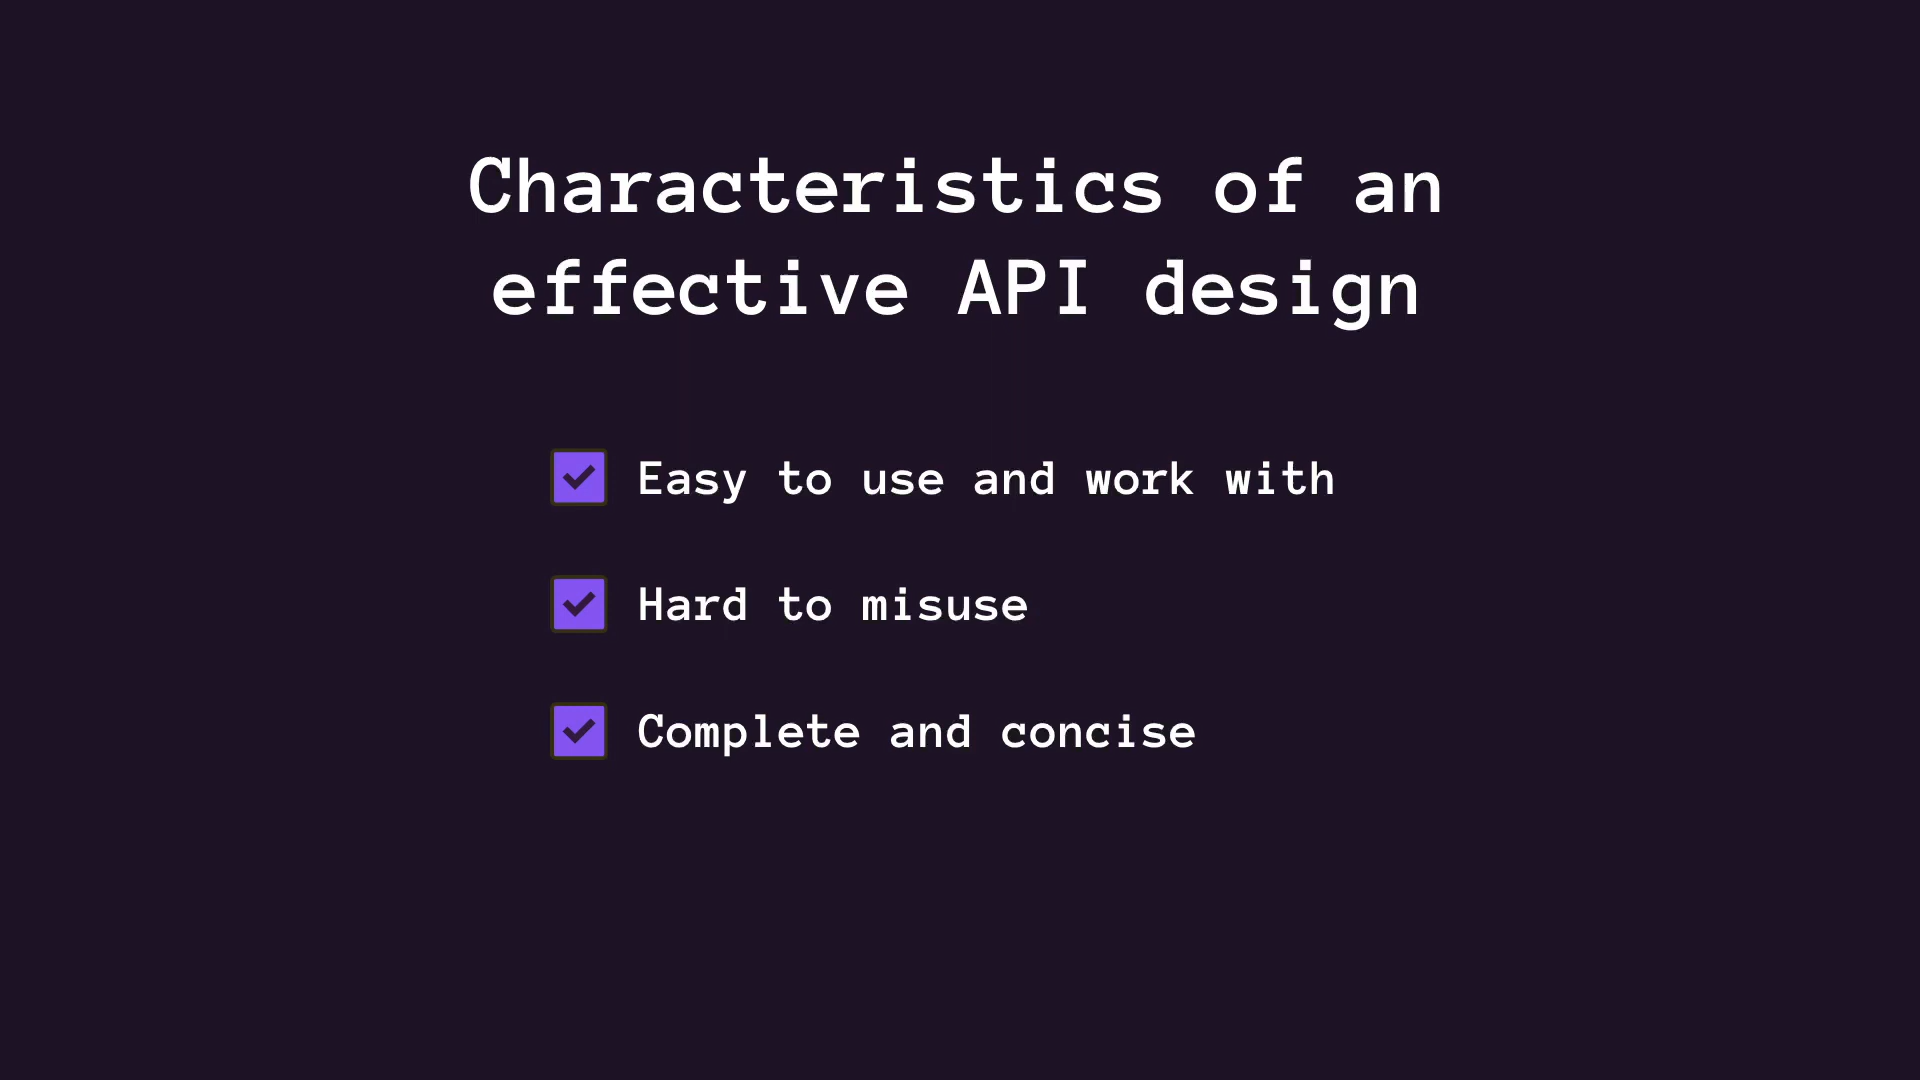 Characteristics of an
effective API design
Easy to use and work with
Hard to misuse
Complete and concise